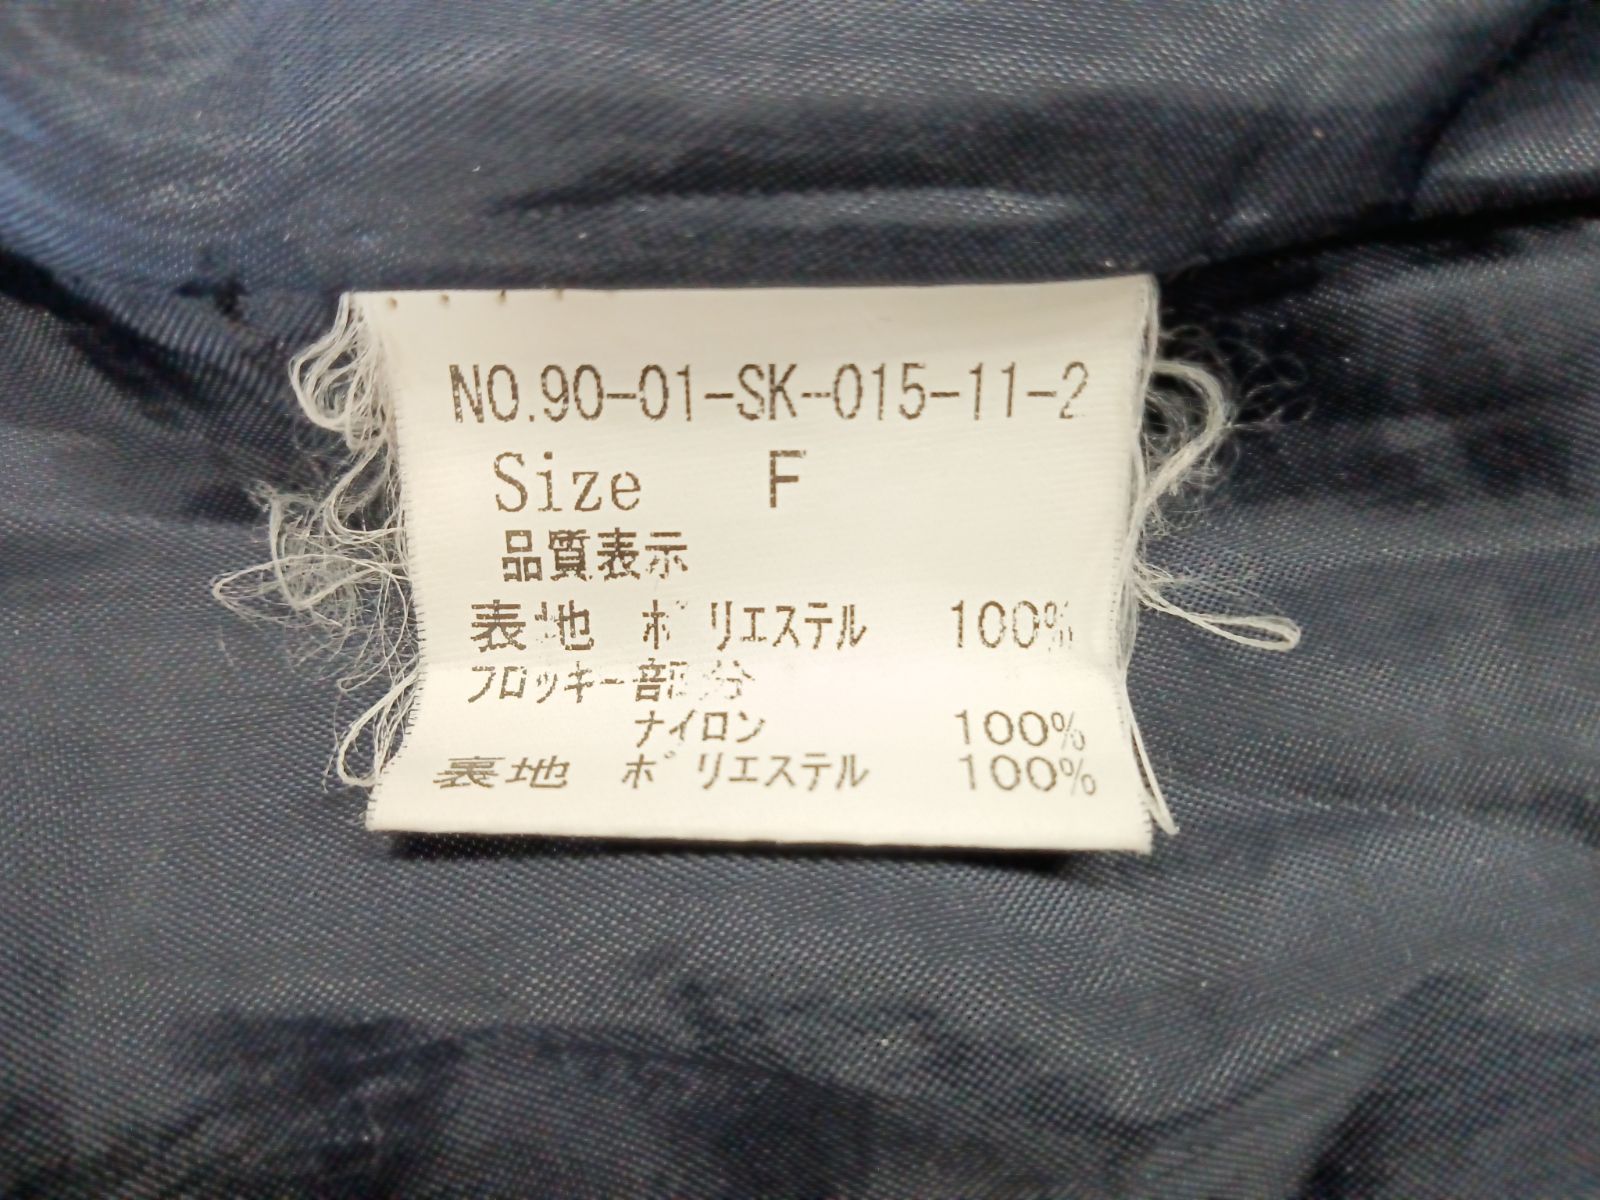 NO.90-01-SK-015-11-2
Size F
品質表示
表地 ポリエステル 100%
フロッキー部分
ナイロン 100%
裏地 ポリエステル 100%